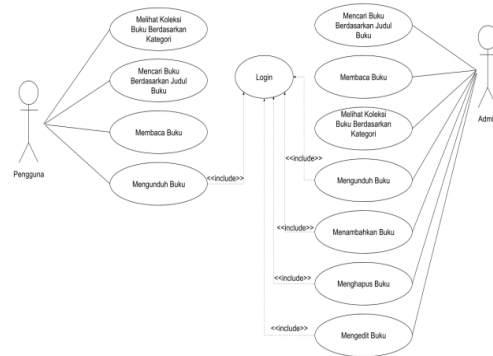 Melihat Koleksi
Buku Berdasarkan
Kategori
Mencari Buku
Berdasarkan Judul
Buku
Membaca Buku
Mengunduh Buku
Pengguna
<<include>>
Login
Mencari Buku
Berdasarkan Judul
Buku
Membaca Buku
Melihat Koleksi
Buku Berdasarkan
Kategori
<<include>>
Mengunduh Buku
<<include>>
Menambahkan Buku
<<include>>
Menghapus Buku
<<include>>
Mengedit Buku
Admi